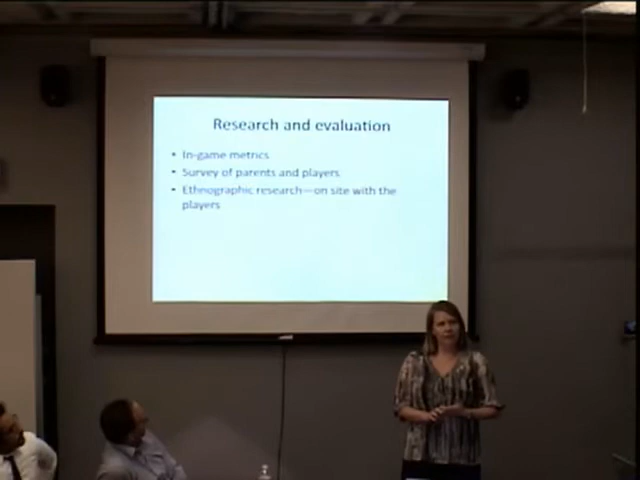 Research and evaluation
• In-game metrics
• Survey of parents and players
• Ethnographic research—on site with the
players